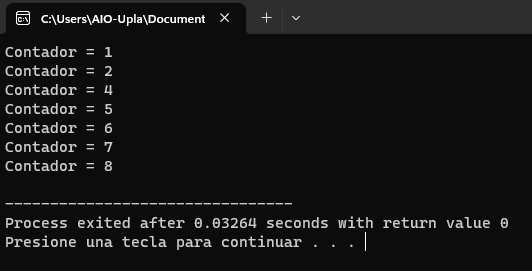 C:\Users\AIO-Upla\Document
Contador = 1
Contador = 2
Contador = 4
Contador = 5
Contador = 6
Contador = 7
Contador = 8
--------------------------------
Process exited after 0.03264 seconds with return value 0
Presione una tecla para continuar . . .